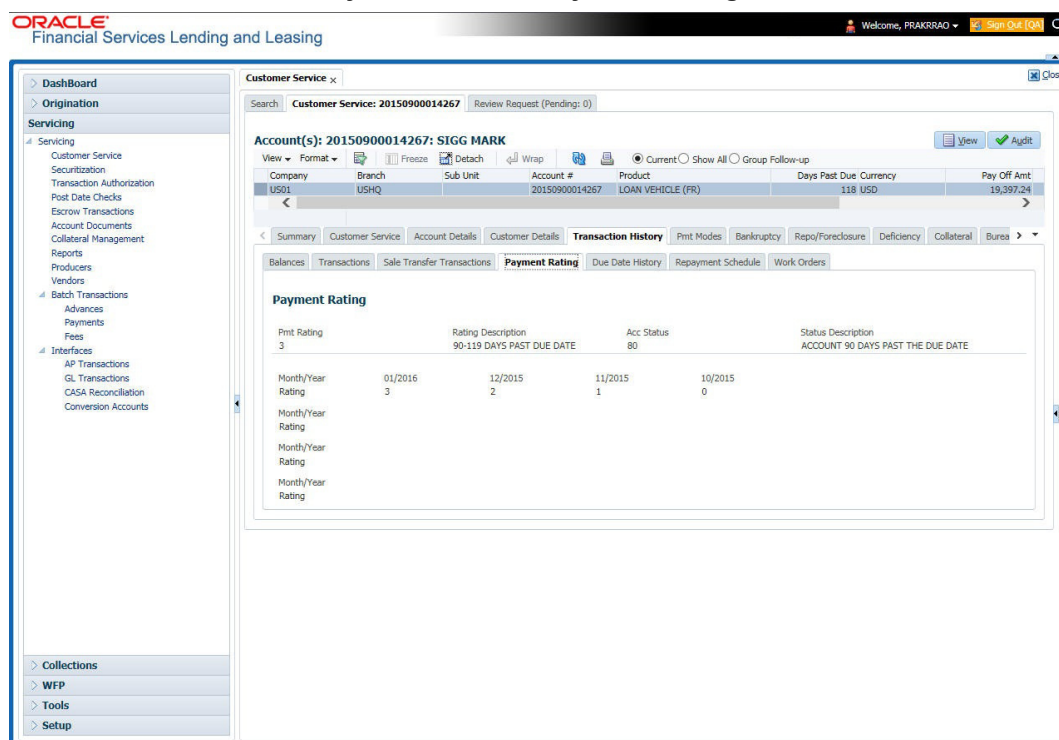 ORACLE
Financial Services Lending and Leasing
Welcome, PRAKRRAO Sign Out [QA]
Customer Service x Clos
DashBoard
Origination
Servicing
Servicing
Customer Service
Securitization
Transaction Authorization
Post Date Checks
Escrow Transactions
Account Documents
Collateral Management
Reports
Producers
Vendors
Batch Transactions
Advances
Payments
Fees
Interfaces
AP Transactions
GL Transactions
CASA Reconciliation
Conversion Accounts
Collections
WFP
Tools
Setup
Search Customer Service: 20150900014267 Review Request (Pending: 0)
Account(s): 20150900014267: SIGG MARK View Audit
View Format Freeze Detach Wrap Current Show All Group Follow-up
Company Branch Sub Unit Account # Product Days Past Due Currency Pay Off Amt
US01 USHQ 20150900014267 LOAN VEHICLE (FR) 118 USD 19,397.24
Summary Customer Service Account Details Customer Details Transaction History Pmt Modes Bankruptcy Repo/Foreclosure Deficiency Collateral Burea
Balances Transactions Sale Transfer Transactions Payment Rating Due Date History Repayment Schedule Work Orders
Payment Rating
Pmt Rating Rating Description Acc Status Status Description
3 90-119 DAYS PAST DUE DATE 80 ACCOUNT 90 DAYS PAST THE DUE DATE
Month/Year 01/2016 12/2015 11/2015 10/2015
Rating 3 2 1 0
Month/Year
Rating
Month/Year
Rating
Month/Year
Rating